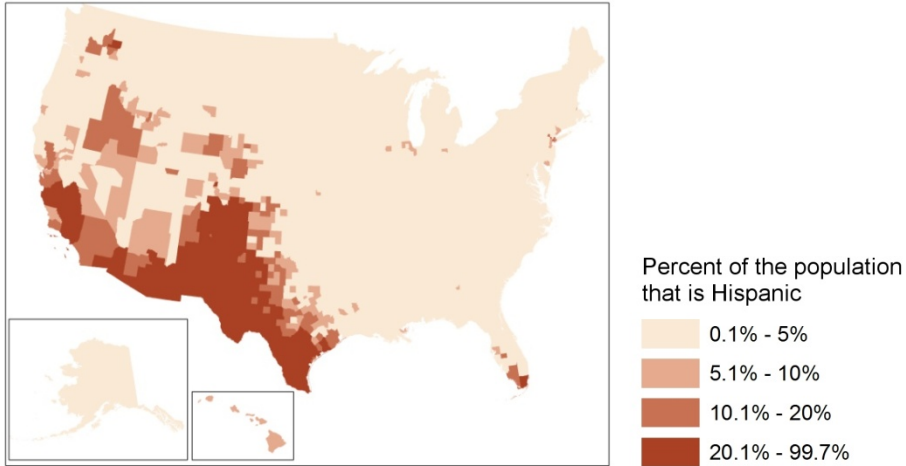 Percent of the population
that is Hispanic
0.1% - 5%
5.1% - 10%
10.1% - 20%
20.1% - 99.7%